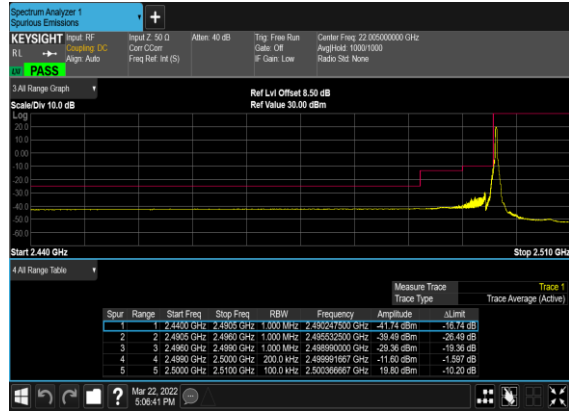 Spectrum Analyzer 1
Spurious Emissions
KEYSIGHT Input: RF Input Z: 50 Ω Atten: 40 dB Trig: Free Run Center Freq: 22.005000000 GHz
RL Coupling: DC Corr CCorr Gate: Off Avg|Hold: 1000/1000
Align: Auto Freq Ref: Int (S) IF Gain: Low Radio Std: None
PASS
3 All Range Graph
Ref Lvl Offset 8.50 dB
Scale/Div 10.0 dB Ref Value 30.00 dBm
Log
20.0
10.0
0.00
-10.0
-20.0
-30.0
-40.0
-50.0
-60.0
Start 2.440 GHz Stop 2.510 GHz
4 All Range Table
Measure Trace Trace 1
Trace Type Trace Average (Active)
Spur Range Start Freq Stop Freq RBW Frequency Amplitude ΔLimit
1 1 2.4400 GHz 2.4905 GHz 1.000 MHz 2.490247500 GHz -41.74 dBm -16.74 dB
2 2 2.4905 GHz 2.4960 GHz 1.000 MHz 2.495532500 GHz -39.49 dBm -26.49 dB
3 3 2.4960 GHz 2.4990 GHz 1.000 MHz 2.498990000 GHz -29.36 dBm -19.36 dB
4 4 2.4990 GHz 2.5000 GHz 200.0 kHz 2.499991667 GHz -11.60 dBm -1.597 dB
5 5 2.5000 GHz 2.5100 GHz 100.0 kHz 2.500366667 GHz 19.80 dBm -10.20 dB
Mar 22, 2022
5:06:41 PM